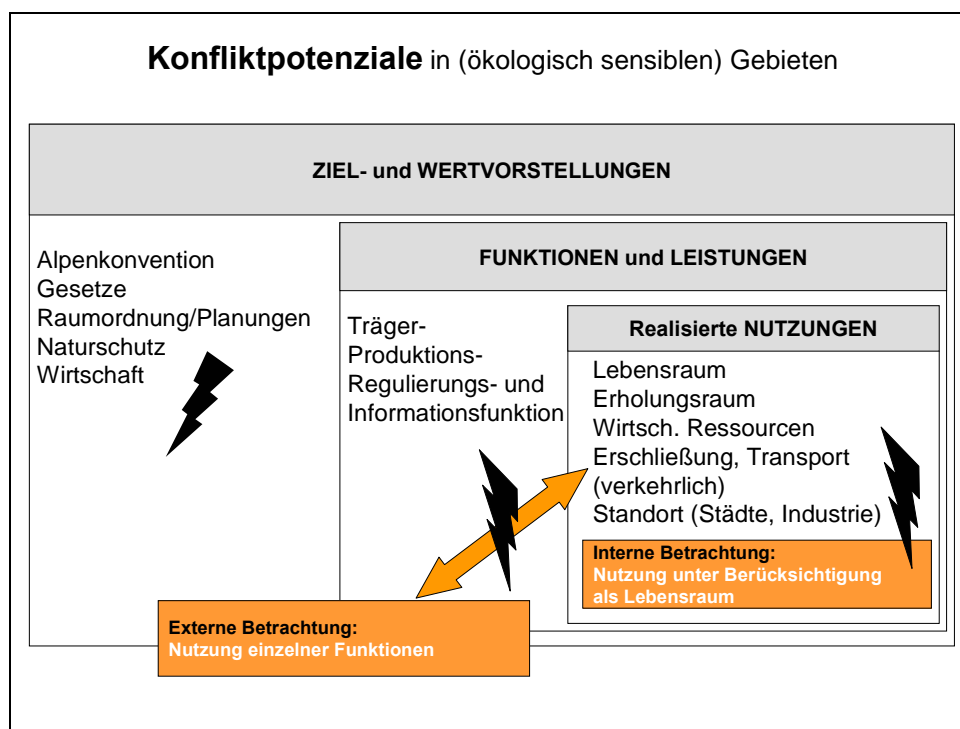 Konfliktpotenziale in (ökologisch sensiblen) Gebieten
ZIEL- und WERTVORSTELLUNGEN
Alpenkonvention
Gesetze
Raumordnung/Planungen
Naturschutz
Wirtschaft
FUNKTIONEN und LEISTUNGEN
Träger-
Produktions-
Regulierungs- und
Informationsfunktion
Realisierte NUTZUNGEN
Lebensraum
Erholungsraum
Wirtsch. Ressourcen
Erschließung, Transport
(verkehrlich)
Standort (Städte, Industrie)
Interne Betrachtung:
Nutzung unter Berücksichtigung
als Lebensraum
Externe Betrachtung:
Nutzung einzelner Funktionen